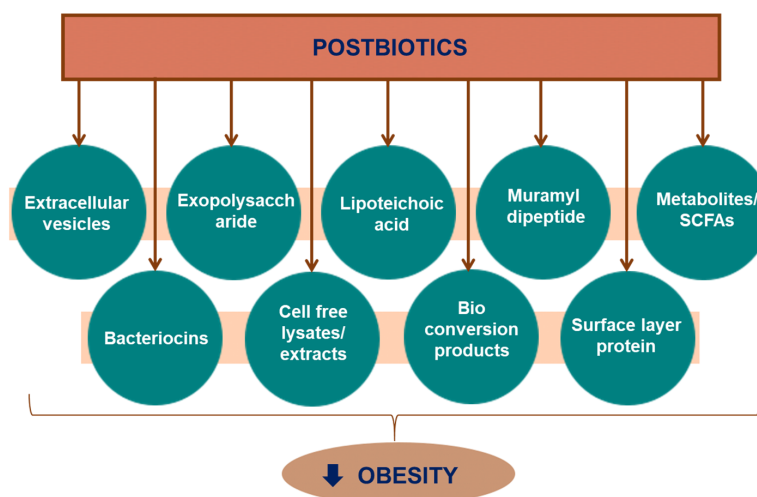 POSTBIOTICS
Extracellular
vesicles
Exopolysacch
aride
Lipoteichoic
acid
Muramyl
dipeptide
Metabolites/
SCFAs
Bacteriocins
Cell free
lysates/
extracts
Bio
conversion
products
Surface layer
protein
OBESITY